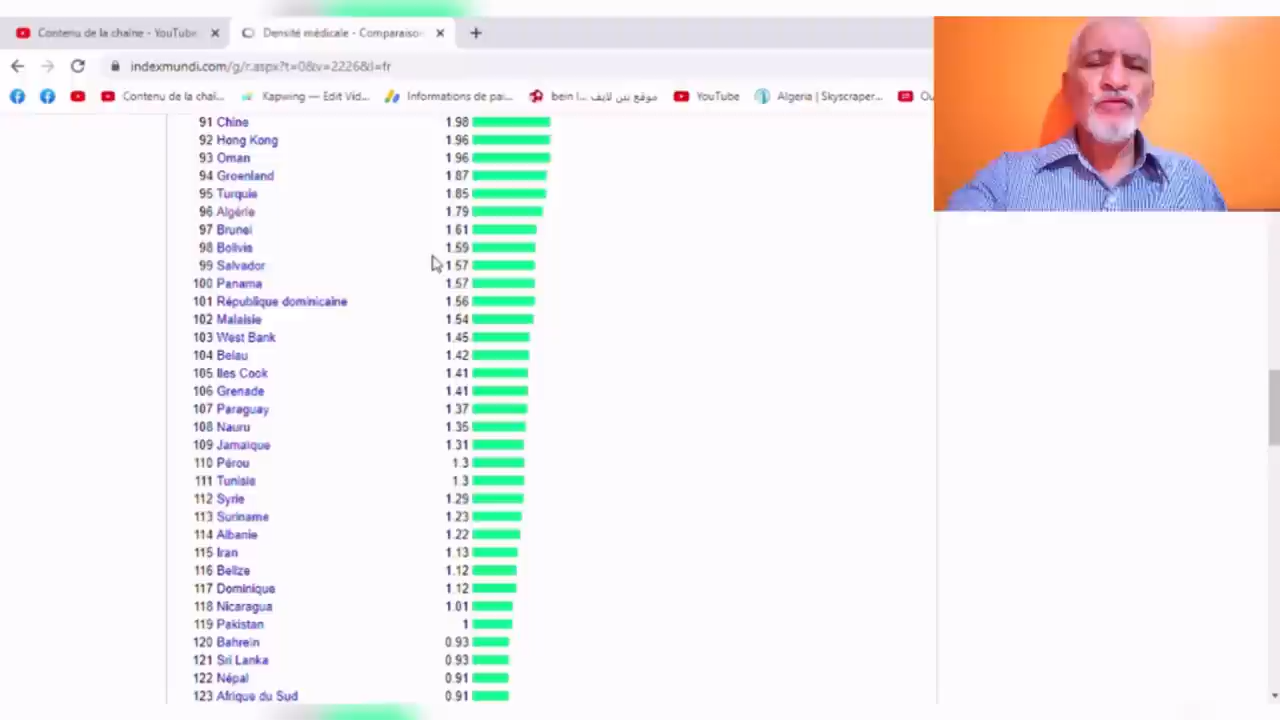 Contenu de la chaîne - YouTube
Densité médicale - Comparaiso
indexmundi.com/g/r.aspx?t=0&v=2226&l=fr
Contenu de la chaî...
Kapwing — Edit Vid...
Informations de pai...
موقع بين لايف... bein l
YouTube
Algeria | Skyscraper...
Ou
91 Chine 1.98
92 Hong Kong 1.96
93 Oman 1.96
94 Groenland 1.87
95 Turquie 1.85
96 Algérie 1.79
97 Brunei 1.61
98 Bolivie 1.59
99 Salvador 1.57
100 Panama 1.57
101 République dominicaine 1.56
102 Malaisie 1.54
103 West Bank 1.45
104 Belau 1.42
105 Iles Cook 1.41
106 Grenade 1.41
107 Paraguay 1.37
108 Nauru 1.35
109 Jamaïque 1.31
110 Pérou 1.3
111 Tunisie 1.3
112 Syrie 1.29
113 Suriname 1.23
114 Albanie 1.22
115 Iran 1.13
116 Belize 1.12
117 Dominique 1.12
118 Nicaragua 1.01
119 Pakistan 1
120 Bahreïn 0.93
121 Sri Lanka 0.93
122 Népal 0.91
123 Afrique du Sud 0.91